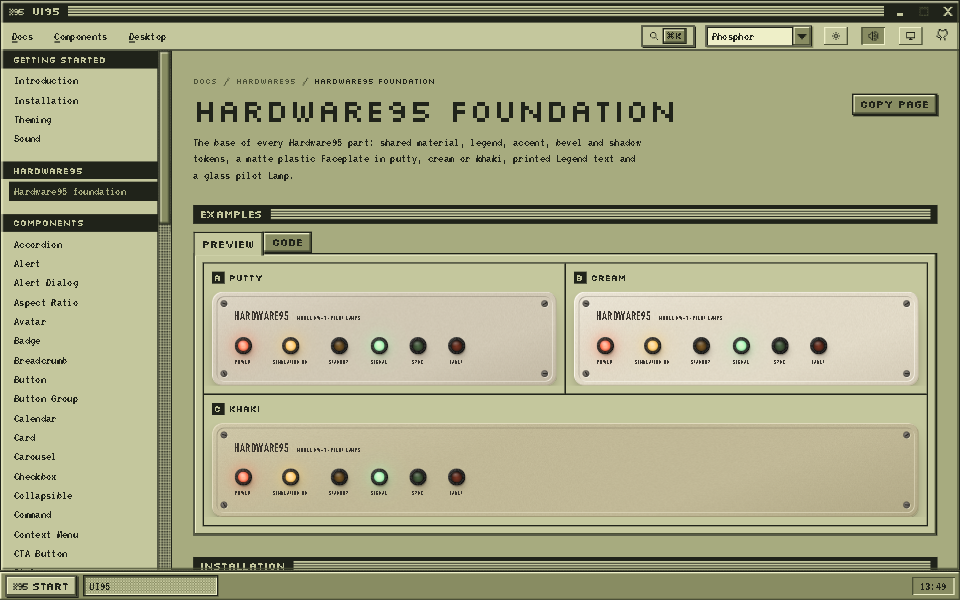 UI95
Docs Components Desktop ⌘K Phosphor
GETTING STARTED
Introduction
Installation
Theming
Sound
HARDWARE95
Hardware95 foundation
COMPONENTS
Accordion
Alert
Alert Dialog
Aspect Ratio
Avatar
Badge
Breadcrumb
Button
Button Group
Calendar
Card
Carousel
Checkbox
Collapsible
Command
Context Menu
CTA Button
DOCS / HARDWARE95 / HARDWARE95 FOUNDATION
HARDWARE95 FOUNDATION
COPY PAGE
The base of every Hardware95 part: shared material, legend, accent, bevel and shadow
tokens, a matte plastic Faceplate in putty, cream or khaki, printed Legend text and
a glass pilot Lamp.
EXAMPLES
PREVIEW CODE
A PUTTY
HARDWARE95
POWER STANDBY SIGNAL SYNC FAULT
B CREAM
HARDWARE95
POWER STANDBY SIGNAL SYNC FAULT
C KHAKI
HARDWARE95
POWER STANDBY SIGNAL SYNC FAULT
INSTALLATION
START UI95 13:49